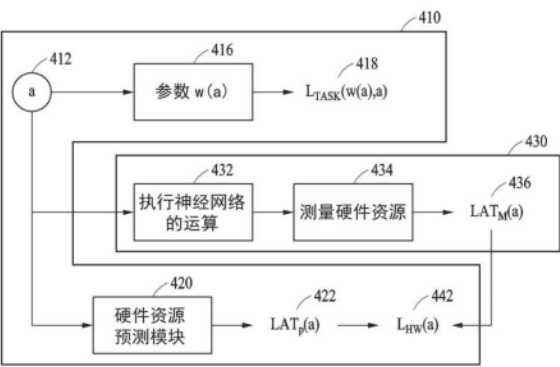 410
412
416
418
a
参数 w(a)
L_TASK(w(a),a)
430
432
434
436
执行神经网络
的运算
测量硬件资源
LAT_M(a)
420
422
442
硬件资源
预测模块
LAT_p(a)
L_HW(a)